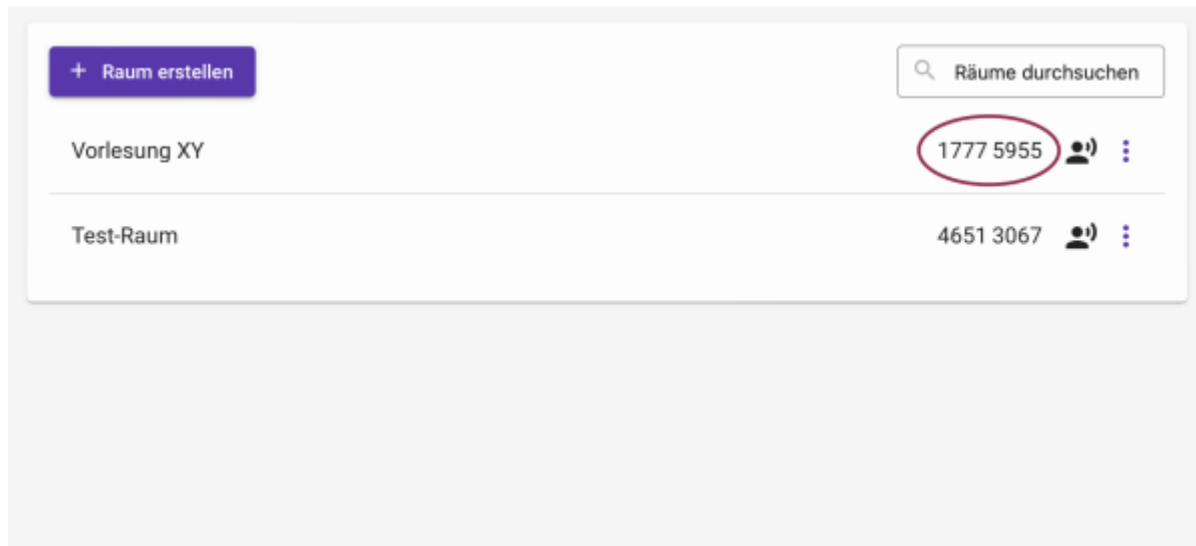 + Raum erstellen
Räume durchsuchen
Vorlesung XY
1777 5955
Test-Raum
4651 3067